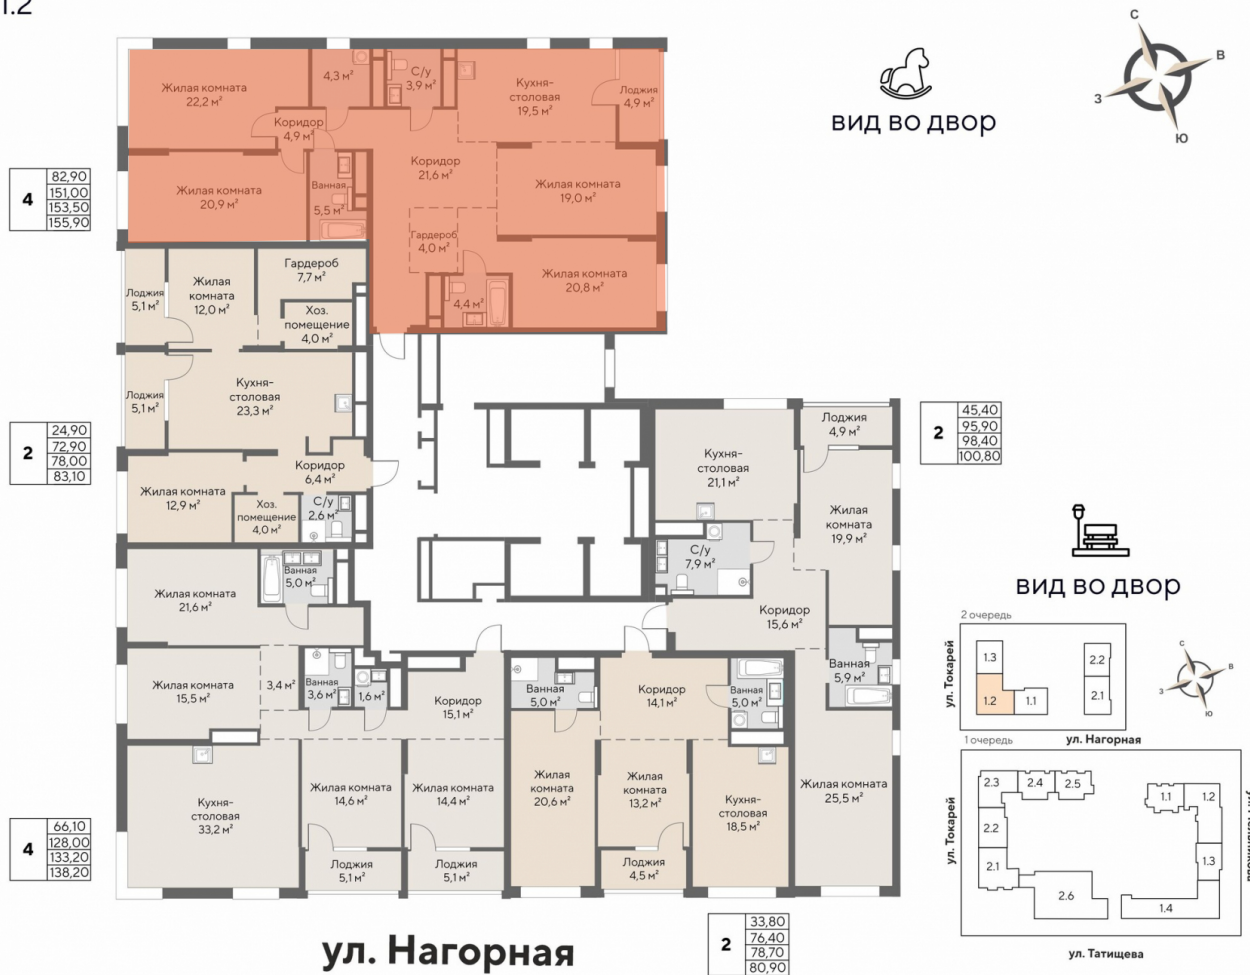 1.2
Жилая комната
22,2 м²
4,3 м²
С/у
3,9 м²
Кухня-
столовая
19,5 м²
Лоджия
4,9 м²
Коридор
4,9 м²
Коридор
21,6 м²
Жилая комната
20,9 м²
Ванная
5,5 м²
Жилая комната
19,0 м²
Гардероб
4,0 м²
Жилая комната
20,8 м²
4,4 м²
4
82,90
151,00
153,50
155,90
вид во двор
С
В
З
Ю
Лоджия
5,1 м²
Жилая
комната
12,0 м²
Гардероб
7,7 м²
Хоз.
помещение
4,0 м²
Лоджия
5,1 м²
Кухня-
столовая
23,3 м²
Коридор
6,4 м²
Жилая комната
12,9 м²
Хоз.
помещение
4,0 м²
С/у
2,6 м²
2
24,90
72,90
78,00
83,10
Кухня-
столовая
21,1 м²
Лоджия
4,9 м²
Жилая
комната
19,9 м²
С/у
7,9 м²
Коридор
15,6 м²
Ванная
5,9 м²
Жилая комната
25,5 м²
2
45,40
95,90
98,40
100,80
вид во двор
Жилая комната
21,6 м²
Ванная
5,0 м²
Жилая комната
15,5 м²
3,4 м²
Ванная
3,6 м²
1,6 м²
Коридор
15,1 м²
Кухня-
столовая
33,2 м²
Жилая комната
14,6 м²
Жилая комната
14,4 м²
Лоджия
5,1 м²
Лоджия
5,1 м²
4
66,10
128,00
133,20
138,20
Ванная
5,0 м²
Коридор
14,1 м²
Ванная
5,0 м²
Жилая
комната
20,6 м²
Жилая
комната
13,2 м²
Кухня-
столовая
18,5 м²
Лоджия
4,5 м²
2
33,80
76,40
78,70
80,90
ул. Нагорная
2 очередь
ул. Токарей
1.3
1.2
1.1
2.2
2.1
ул. Нагорная
С
В
З
Ю
1 очередь
ул. Токарей
2.3
2.4
2.5
2.2
2.1
2.6
1.1
1.2
1.3
1.4
ул. Татищева